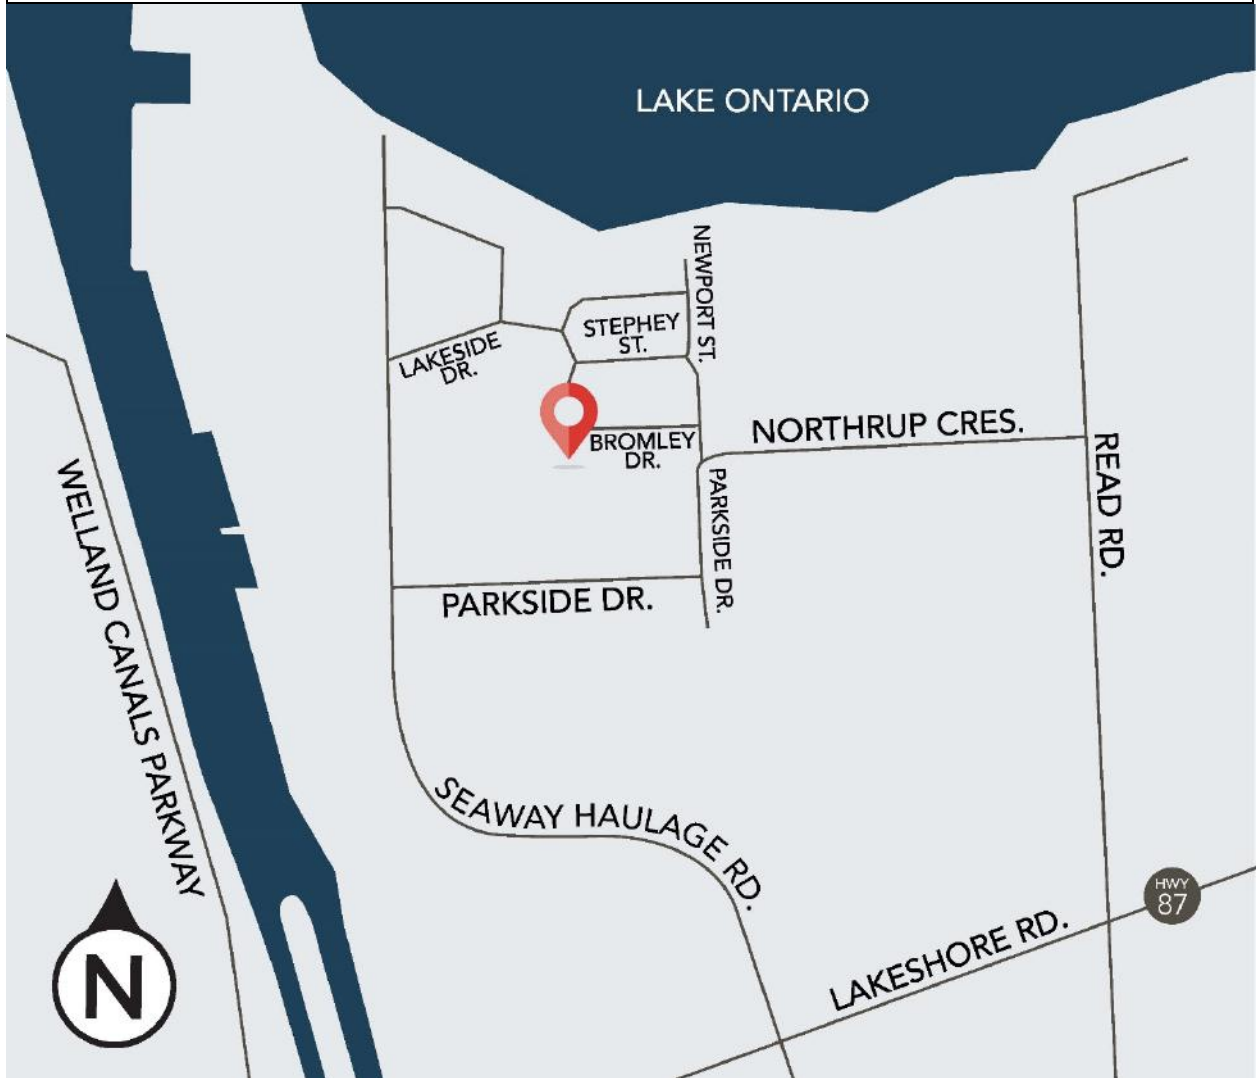 LAKE ONTARIO
NEWPORT ST.
STEPHEY
ST.
LAKESIDE
DR.
NORTHRUP CRES.
BROMLEY
DR.
READ RD.
PARKSIDE DR.
PARKSIDE DR.
WELLAND CANALS PARKWAY
SEAWAY HAULAGE RD.
HWY
87
LAKESHORE RD.
N